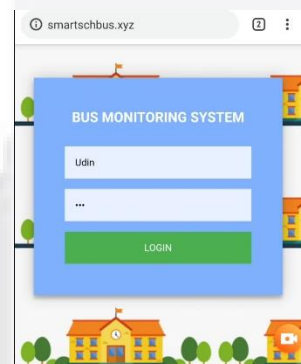 smartschbus.xyz
2
BUS MONITORING SYSTEM
Udin
•••
LOGIN